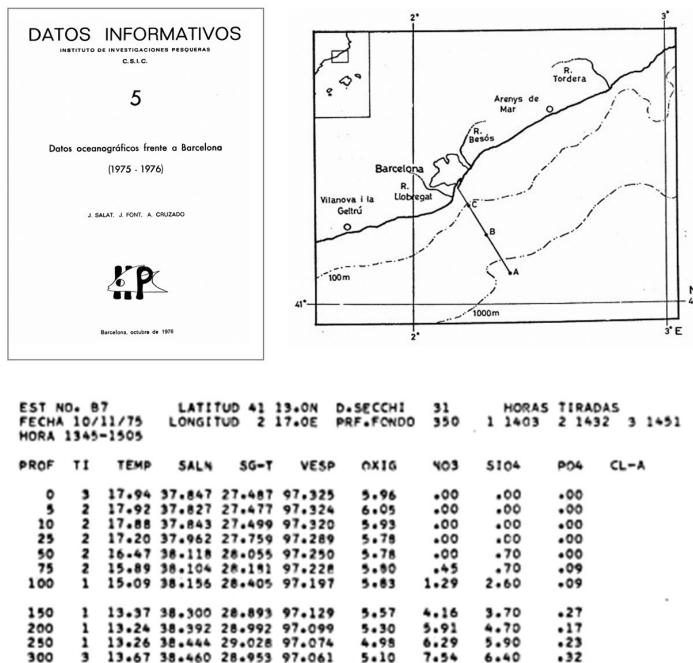 DATOS INFORMATIVOS
INSTITUTO DE INVESTIGACIONES PESQUERAS
C.S.I.C.
5
Datos oceanográficos frente a Barcelona
(1975 - 1976)
J. SALAT. J. FONT. A. CRUZADO
Barcelona, octubre de 1978
2°
3°
R. Tordera
Arenys de Mar
R. Besós
Barcelona
R. Llobregat
Vilanova i la Geltrú
C
B
A
100m
1000m
41°
N
4
2°
3° E
EST NO. B7 LATITUD 41 13.0N D.SECCHI 31 HORAS TIRADAS
FECHA 10/11/75 LONGITUD 2 17.0E PRF.FONDO 350 1 1403 2 1432 3 1451
HORA 1345-1505
PROF TI TEMP SALN SG-T VESP OXIG NO3 SIO4 PO4 CL-A
0 3 17.94 37.847 27.487 97.325 5.96 .00 .00 .00
5 2 17.92 37.827 27.477 97.324 6.05 .00 .00 .00
10 2 17.88 37.843 27.499 97.320 5.93 .00 .00 .00
25 2 17.20 37.962 27.759 97.289 5.78 .00 .00 .00
50 2 16.47 38.118 28.055 97.250 5.78 .00 .70 .00
75 2 15.89 38.104 28.181 97.228 5.80 .45 .70 .09
100 1 15.09 38.156 28.405 97.197 5.83 1.29 2.60 .09
150 1 13.37 38.300 28.893 97.129 5.57 4.16 3.70 .27
200 1 13.24 38.392 28.992 97.099 5.30 5.91 4.70 .17
250 1 13.26 38.444 29.028 97.074 4.98 6.29 5.90 .23
300 3 13.67 38.460 28.953 97.061 5.10 7.54 6.40 .32